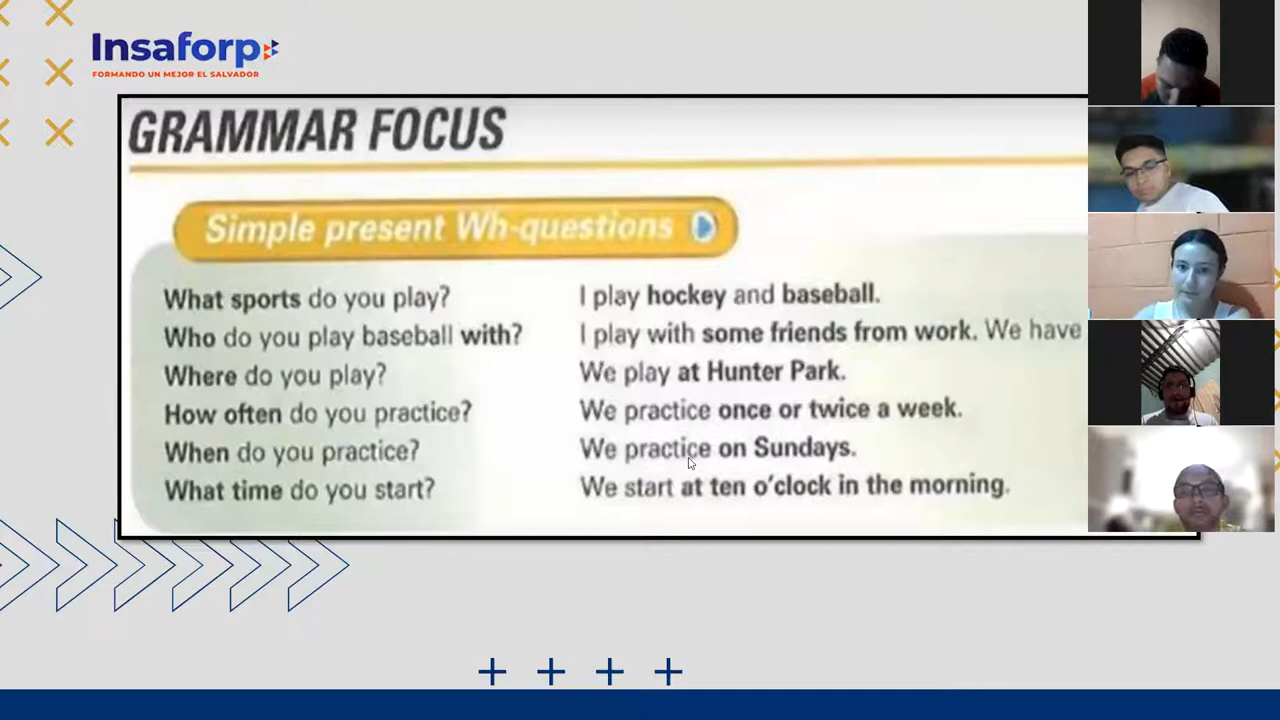 Insaforp
FORMANDO UN MEJOR EL SALVADOR
GRAMMAR FOCUS
Simple present Wh-questions
What sports do you play? I play hockey and baseball.
Who do you play baseball with? I play with some friends from work. We have
Where do you play? We play at Hunter Park.
How often do you practice? We practice once or twice a week.
When do you practice? We practice on Sundays.
What time do you start? We start at ten o'clock in the morning.